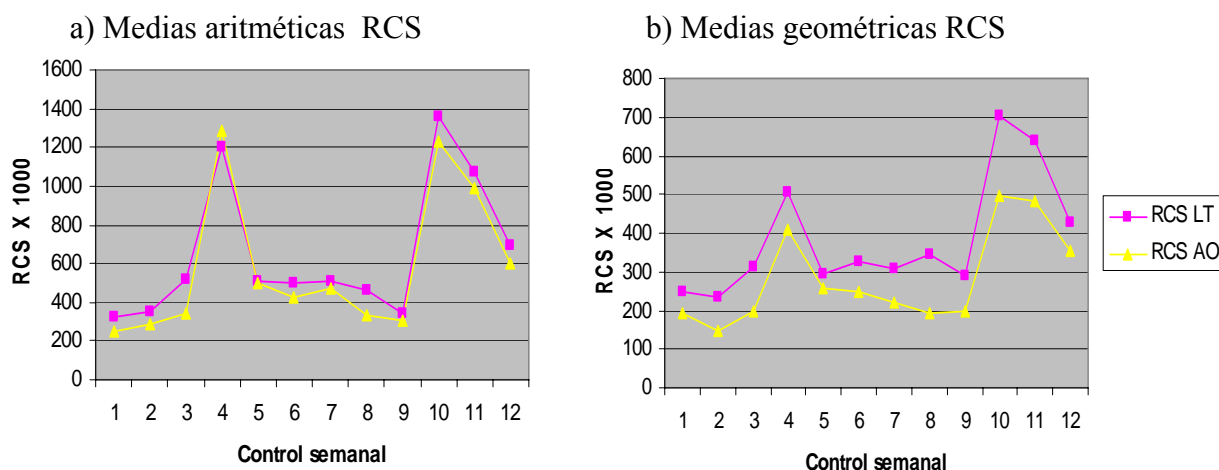 a) Medias aritméticas RCS
1600
1400
1200
1000
800
600
400
200
0
RCS X 1000
1 2 3 4 5 6 7 8 9 10 11 12
Control semanal
b) Medias geométricas RCS
800
700
600
500
400
300
200
100
0
RCS X 1000
1 2 3 4 5 6 7 8 9 10 11 12
Control semanal
RCS LT
RCS AO